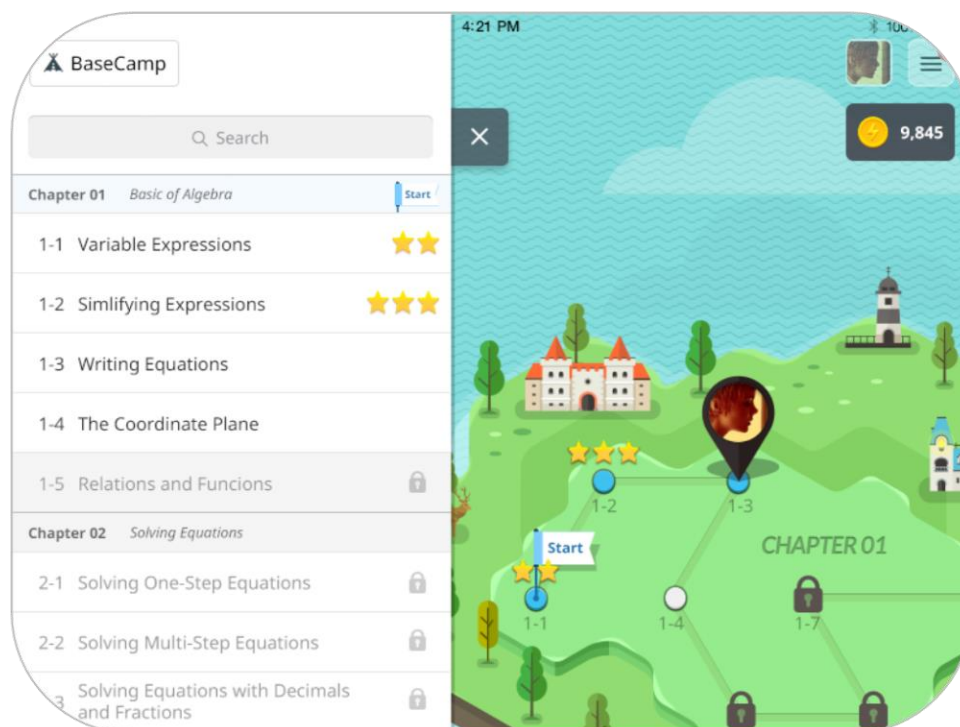 BaseCamp
Search
Chapter 01 Basic of Algebra Start
1-1 Variable Expressions
1-2 Simlifying Expressions
1-3 Writing Equations
1-4 The Coordinate Plane
1-5 Relations and Funcions
Chapter 02 Solving Equations
2-1 Solving One-Step Equations
2-2 Solving Multi-Step Equations
3 Solving Equations with Decimals
and Fractions
4:21 PM
9,845
1-2
1-3
Start
CHAPTER 01
1-1
1-4
1-7